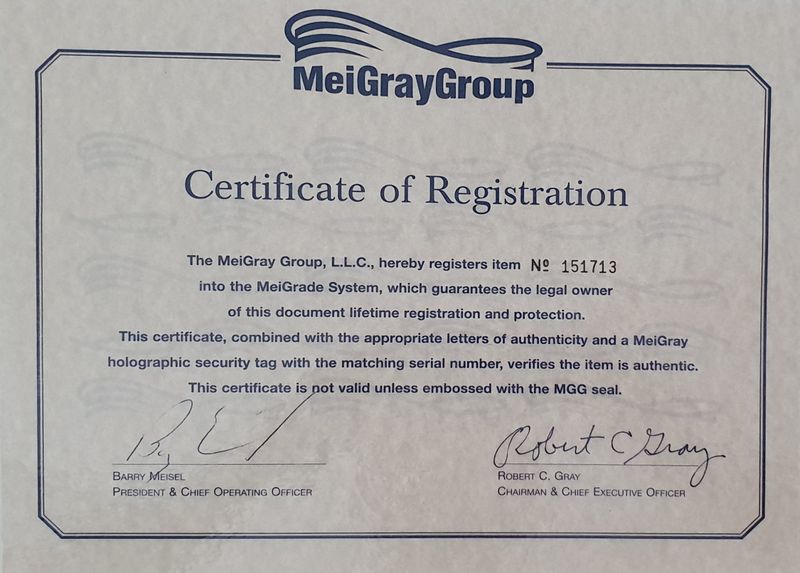 MeiGrayGroup
Certificate of Registration
The MeiGray Group, L.L.C., hereby registers item Nº 151713
into the MeiGrade System, which guarantees the legal owner
of this document lifetime registration and protection.
This certificate, combined with the appropriate letters of authenticity and a MeiGray
holographic security tag with the matching serial number, verifies the item is authentic.
This certificate is not valid unless embossed with the MGG seal.
Robert C Gray
BARRY MEISEL
PRESIDENT & CHIEF OPERATING OFFICER
ROBERT C. GRAY
CHAIRMAN & CHIEF EXECUTIVE OFFICER